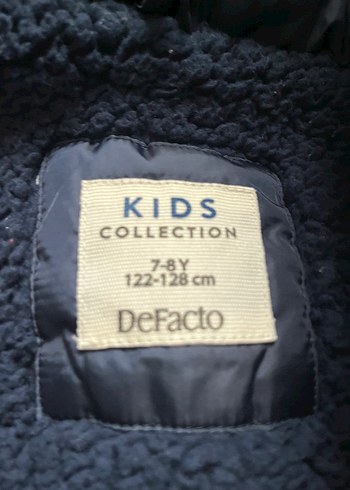 KIDS
COLLECTION
7-8 Y
122-128 cm
DeFacto